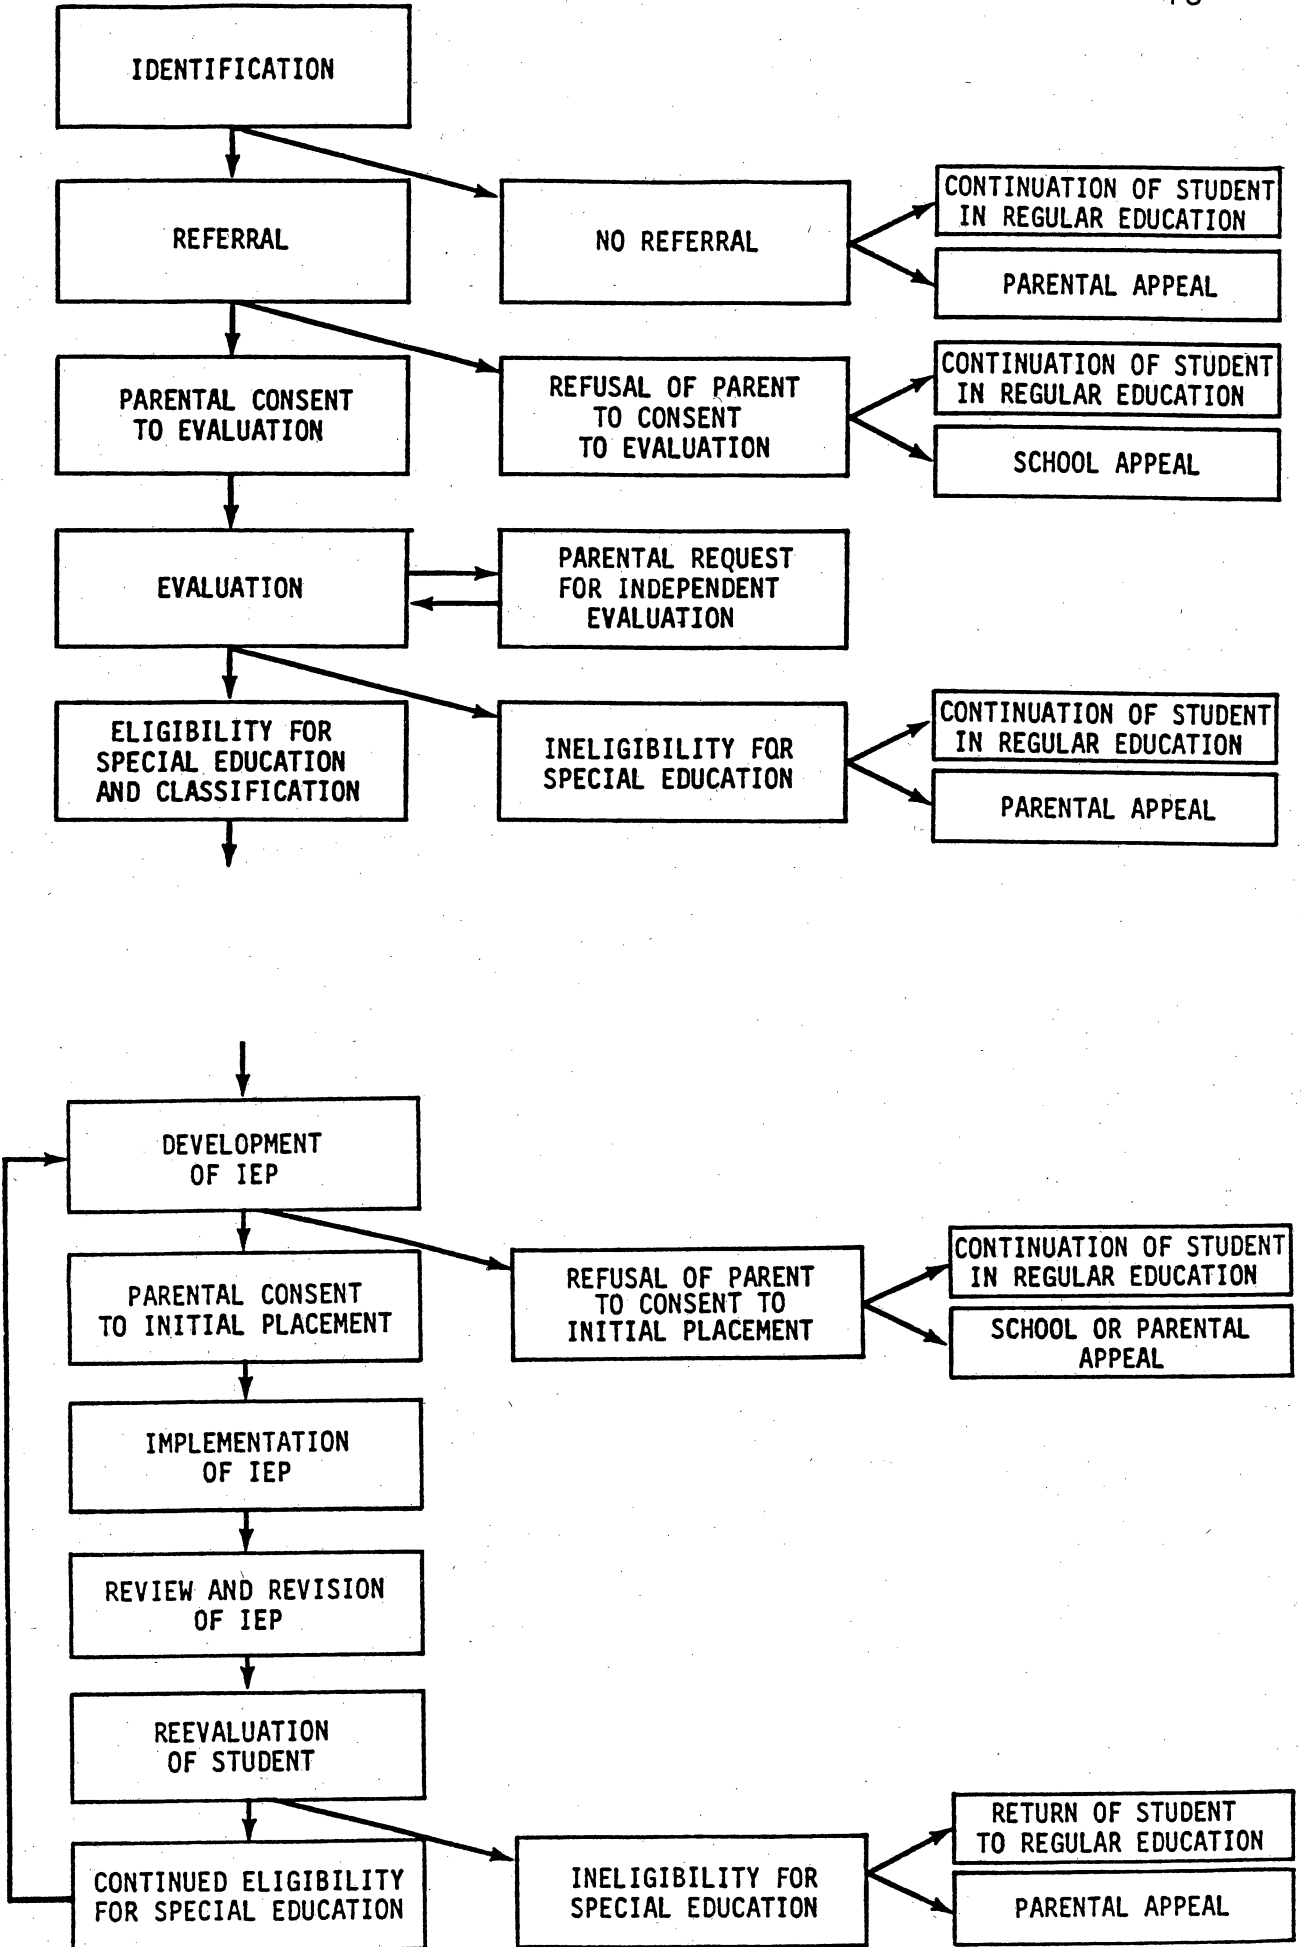 IDENTIFICATION
REFERRAL
NO REFERRAL
CONTINUATION OF STUDENT
IN REGULAR EDUCATION
PARENTAL APPEAL
PARENTAL CONSENT
TO EVALUATION
REFUSAL OF PARENT
TO CONSENT
TO EVALUATION
CONTINUATION OF STUDENT
IN REGULAR EDUCATION
SCHOOL APPEAL
EVALUATION
PARENTAL REQUEST
FOR INDEPENDENT
EVALUATION
ELIGIBILITY FOR
SPECIAL EDUCATION
AND CLASSIFICATION
INELIGIBILITY FOR
SPECIAL EDUCATION
CONTINUATION OF STUDENT
IN REGULAR EDUCATION
PARENTAL APPEAL
DEVELOPMENT
OF IEP
PARENTAL CONSENT
TO INITIAL PLACEMENT
REFUSAL OF PARENT
TO CONSENT TO
INITIAL PLACEMENT
CONTINUATION OF STUDENT
IN REGULAR EDUCATION
SCHOOL OR PARENTAL
APPEAL
IMPLEMENTATION
OF IEP
REVIEW AND REVISION
OF IEP
REEVALUATION
OF STUDENT
CONTINUED ELIGIBILITY
FOR SPECIAL EDUCATION
INELIGIBILITY FOR
SPECIAL EDUCATION
RETURN OF STUDENT
TO REGULAR EDUCATION
PARENTAL APPEAL